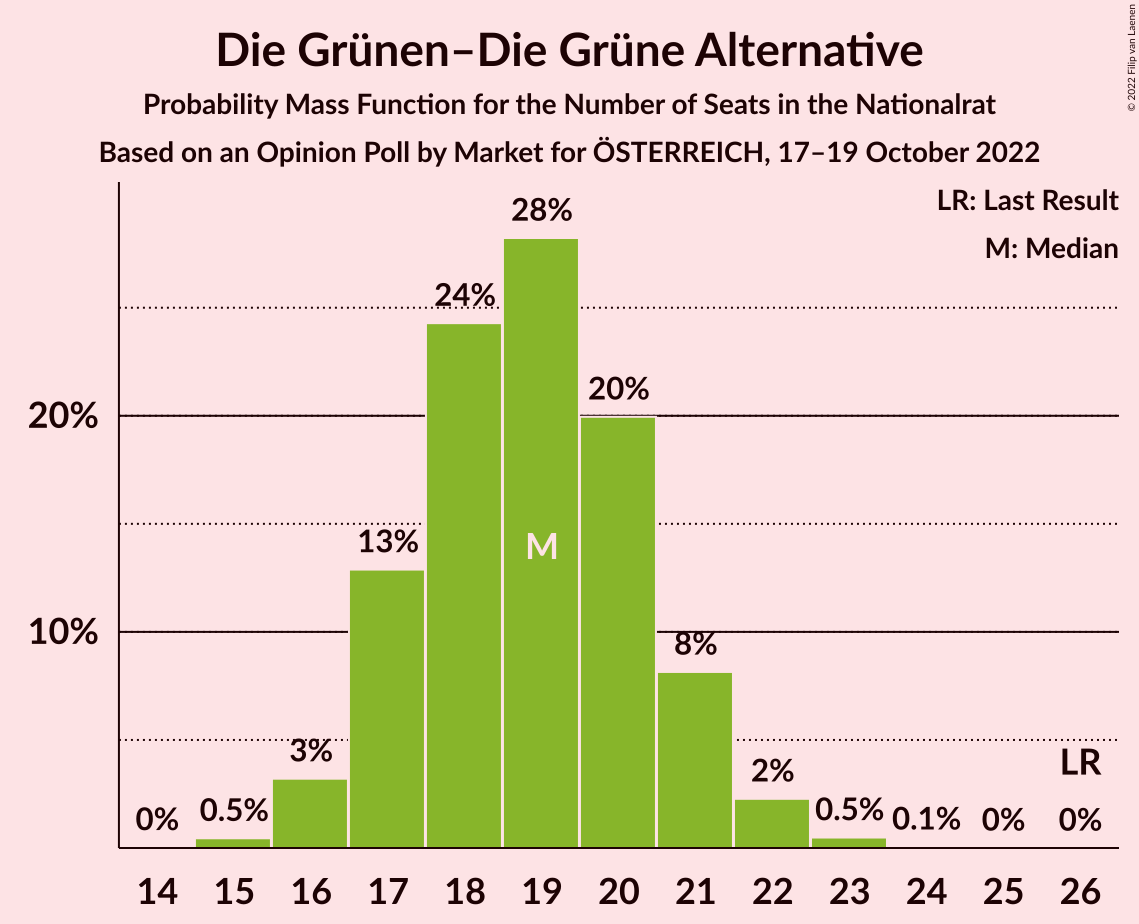 Die Grünen–Die Grüne Alternative
Probability Mass Function for the Number of Seats in the Nationalrat
Based on an Opinion Poll by Market for ÖSTERREICH, 17–19 October 2022
© 2022 Filip van Laenen
LR: Last Result
M: Median
28%
24%
20%
20%
13%
M
10%
8%
3%
2%
LR
0%
0.5%
0.5%
0.1%
0%
0%
14 15 16 17 18 19 20 21 22 23 24 25 26